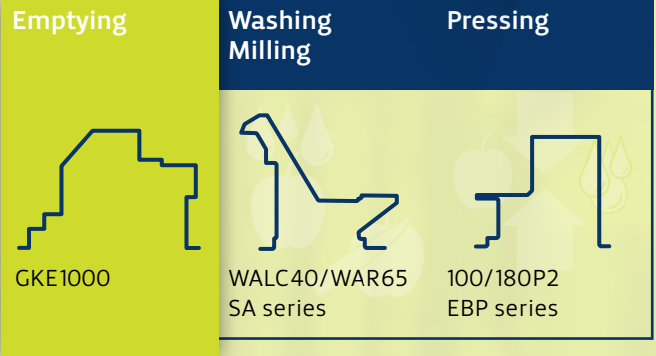 Emptying
Washing
Milling
Pressing
GKE1000
WALC40/WAR65
SA series
100/180P2
EBP series